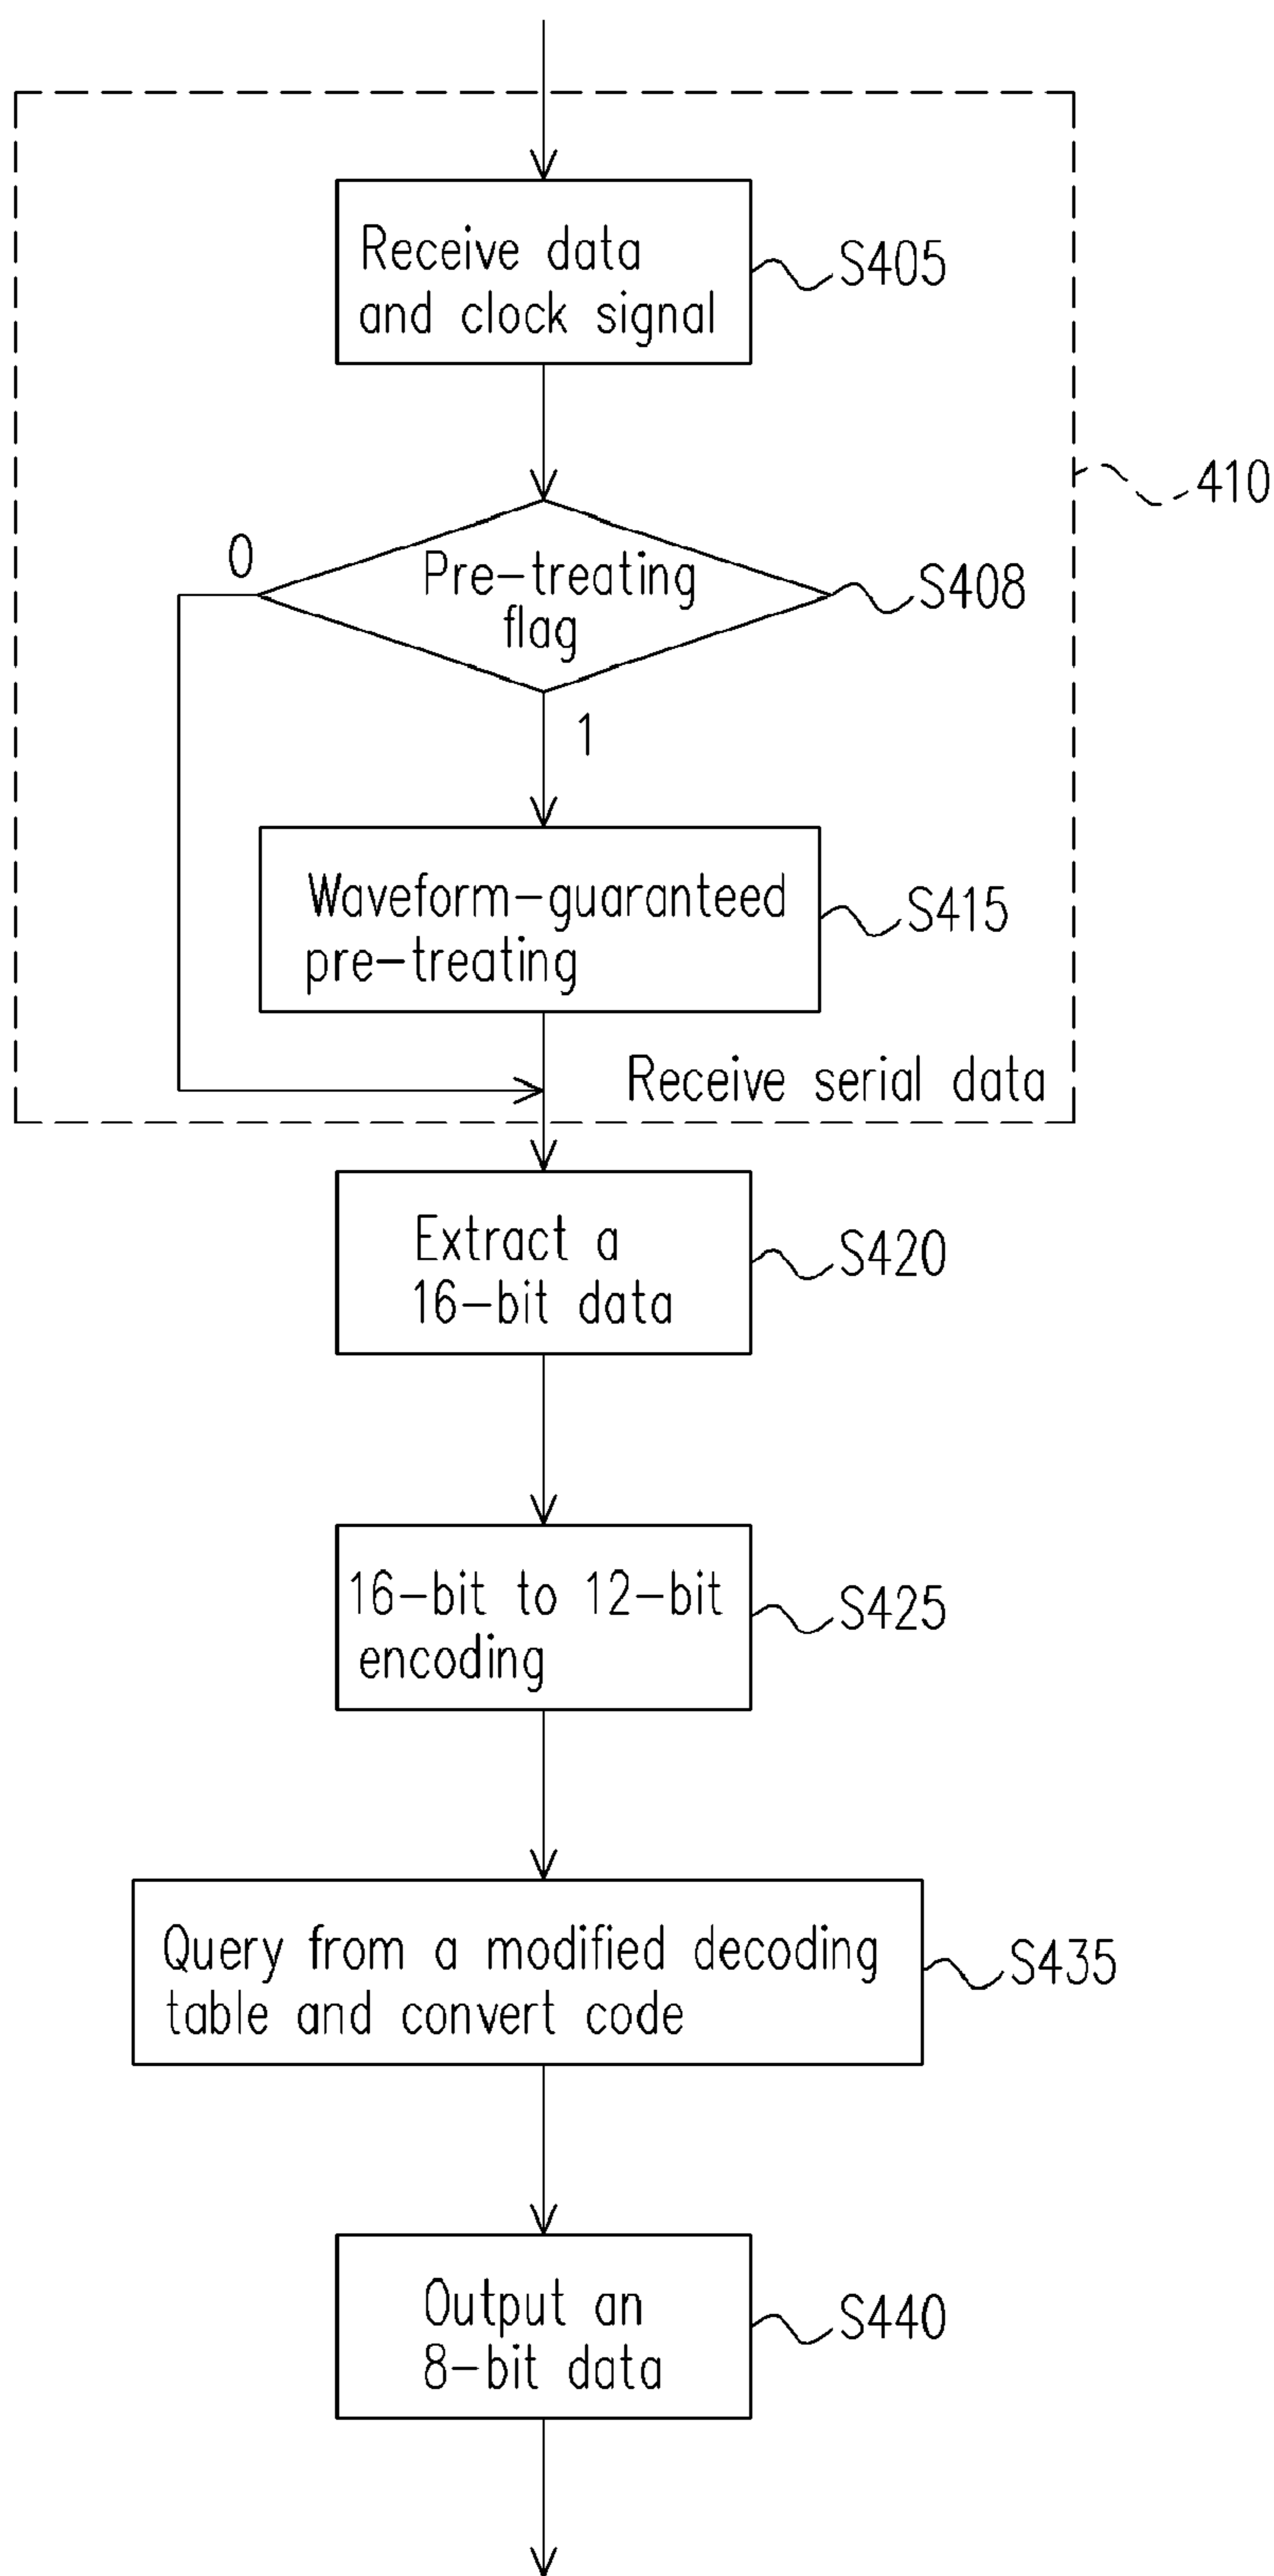 Receive data
and clock signal
S405
410
0
Pre-treating
flag
S408
1
Waveform-guaranteed
pre-treating
S415
Receive serial data
Extract a
16-bit data
S420
16-bit to 12-bit
encoding
S425
Query from a modified decoding
table and convert code
S435
Output an
8-bit data
S440